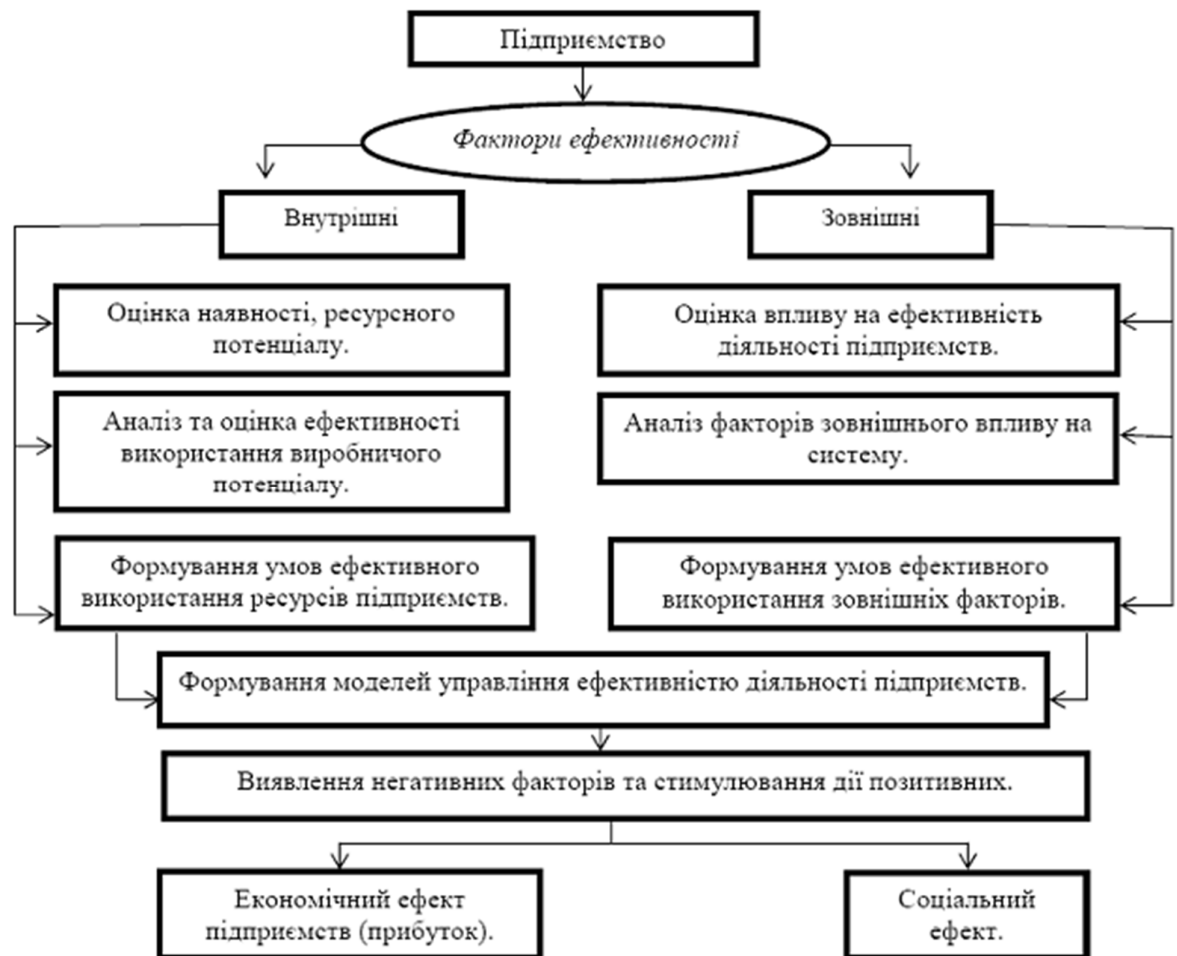 Підприємство
Фактори ефективності
Внутрішні
Зовнішні
Оцінка наявності, ресурсного
потенціалу.
Оцінка впливу на ефективність
діяльності підприємств.
Аналіз та оцінка ефективності
використання виробничого
потенціалу.
Аналіз факторів зовнішнього впливу на
систему.
Формування умов ефективного
використання ресурсів підприємств.
Формування умов ефективного
використання зовнішніх факторів.
Формування моделей управління ефективністю діяльності підприємств.
Виявлення негативних факторів та стимулювання дії позитивних.
Економічний ефект
підприємств (прибуток).
Соціальний
ефект.